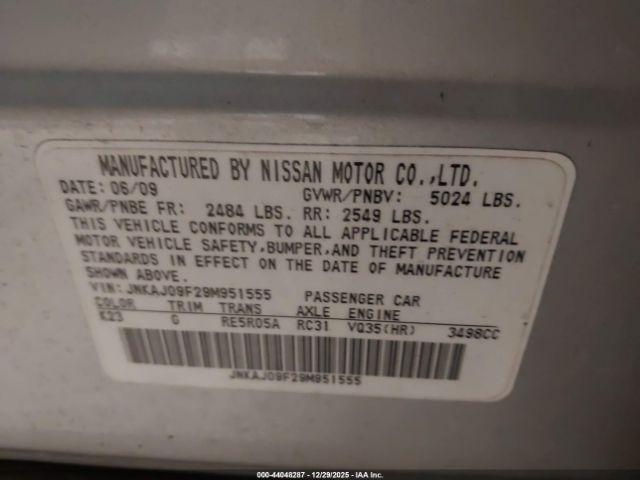 MANUFACTURED BY NISSAN MOTOR CO.,LTD.
DATE: 06/09 GVWR/PNBV: 5024 LBS.
GAWR/PNBE FR: 2484 LBS. RR: 2549 LBS.
THIS VEHICLE CONFORMS TO ALL APPLICABLE FEDERAL
MOTOR VEHICLE SAFETY,BUMPER,AND THEFT PREVENTION
STANDARDS IN EFFECT ON THE DATE OF MANUFACTURE
SHOWN ABOVE.
VIN: JNKAJ09F29M951555 PASSENGER CAR
COLOR TRIM TRANS AXLE ENGINE
K23 G RE5R05A RC31 VQ35(HR) 3498CC
JNKAJ09F29M951555
000-44048287 - 12/29/2025 - IAA Inc.